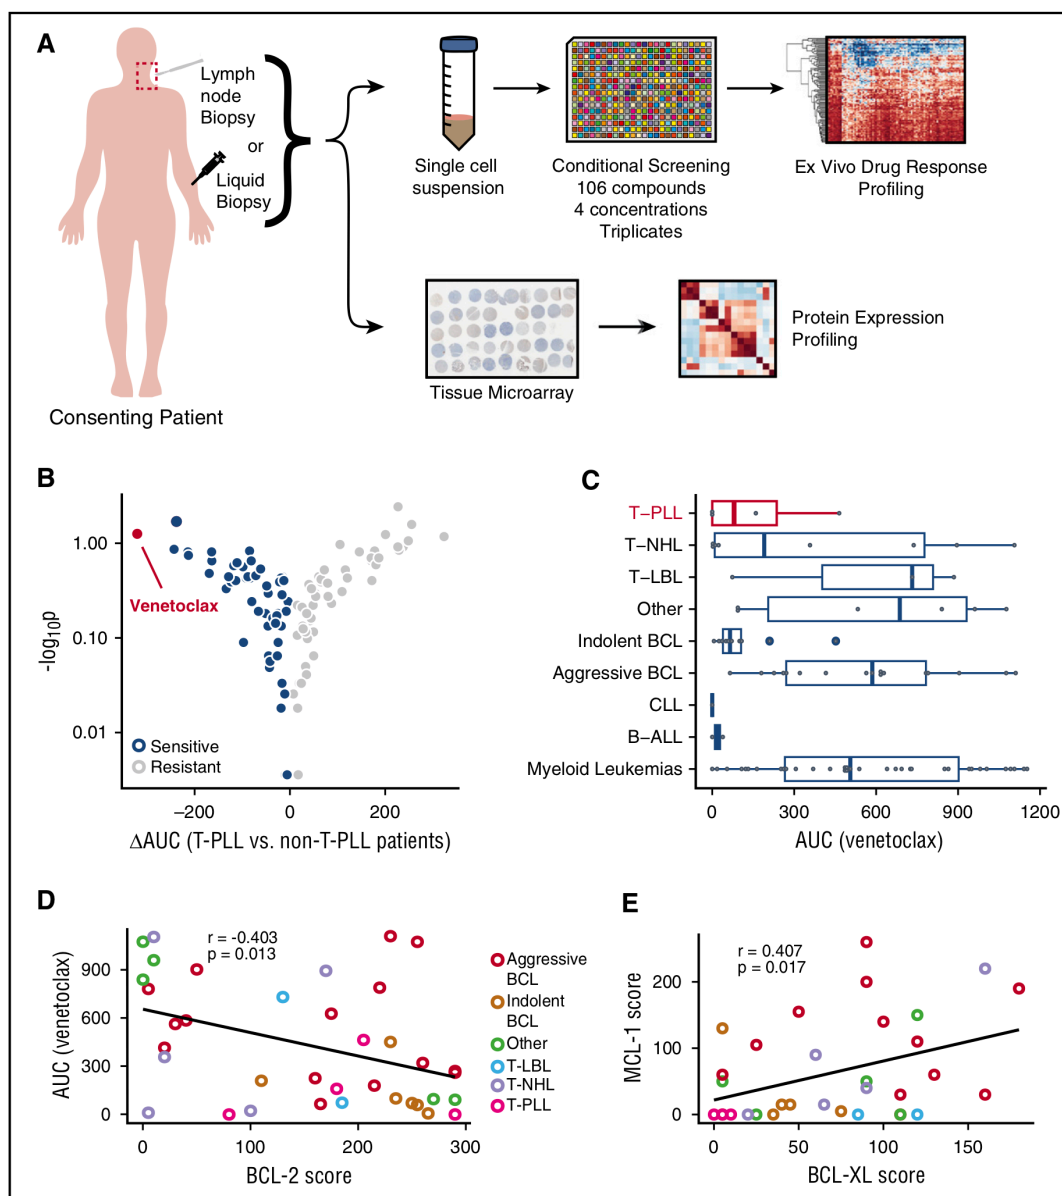 A
Lymph
node
Biopsy
or
Liquid
Biopsy
Consenting Patient
Single cell
suspension
Conditional Screening
106 compounds
4 concentrations
Triplicates
Ex Vivo Drug Response
Profiling
Tissue Microarray
Protein Expression
Profiling
B
-log10p
1.00
0.10
0.01
Venetoclax
Sensitive
Resistant
−200
0
200
ΔAUC (T-PLL vs. non-T-PLL patients)
C
T−PLL
T−NHL
T−LBL
Other
Indolent BCL
Aggressive BCL
CLL
B−ALL
Myeloid Leukemias
0
300
600
900
1200
AUC (venetoclax)
D
AUC (venetoclax)
900
600
300
0
r = -0.403
p = 0.013
0
100
200
300
BCL-2 score
Aggressive
BCL
Indolent
BCL
Other
T-LBL
T-NHL
T-PLL
E
MCL-1 score
200
100
0
r = 0.407
p = 0.017
0
50
100
150
BCL-XL score